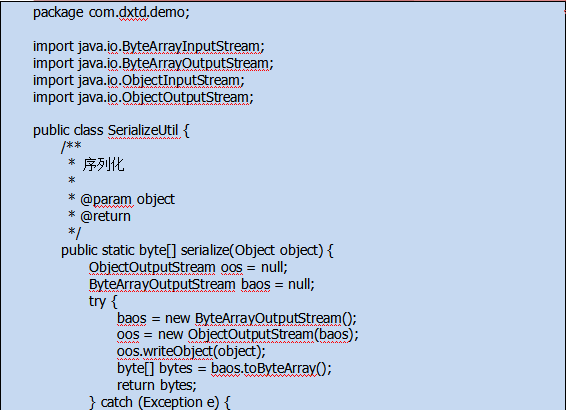 package com.dxtd.demo;

import java.io.ByteArrayInputStream;
import java.io.ByteArrayOutputStream;
import java.io.ObjectInputStream;
import java.io.ObjectOutputStream;

public class SerializeUtil {
    /**
     * 序列化
     *
     * @param object
     * @return
     */
    public static byte[] serialize(Object object) {
        ObjectOutputStream oos = null;
        ByteArrayOutputStream baos = null;
        try {
            baos = new ByteArrayOutputStream();
            oos = new ObjectOutputStream(baos);
            oos.writeObject(object);
            byte[] bytes = baos.toByteArray();
            return bytes;
        } catch (Exception e) {